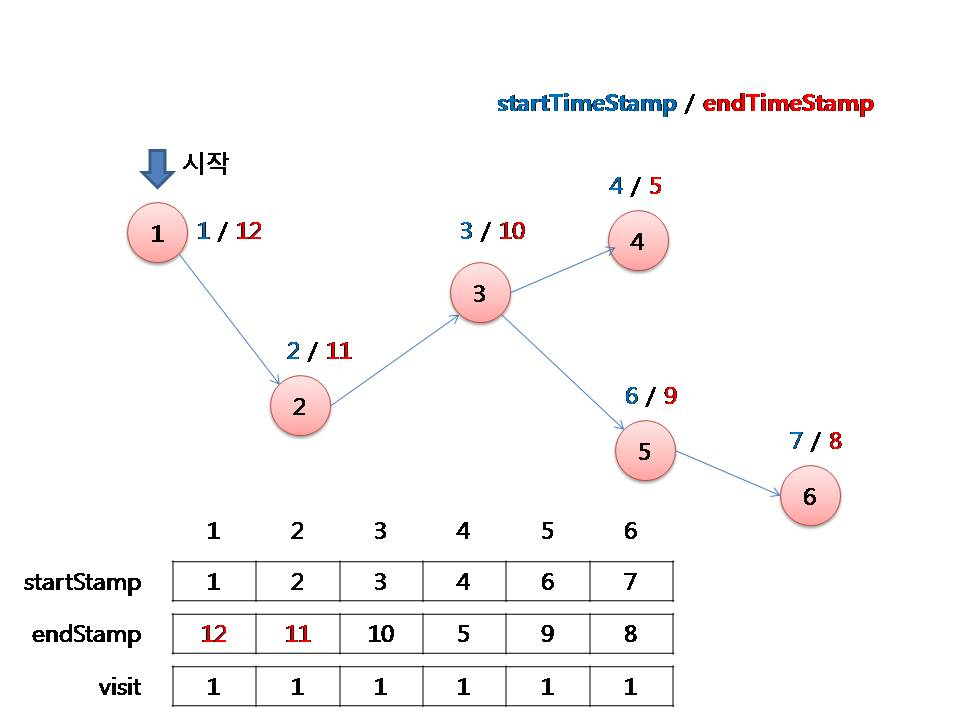 startTimeStamp / endTimeStamp
시작
4 / 5
1 1 / 12
3 / 10
4
3
2 / 11
2
6 / 9
5
7 / 8
6
1 2 3 4 5 6
startStamp 1 2 3 4 6 7
endStamp 12 11 10 5 9 8
visit 1 1 1 1 1 1